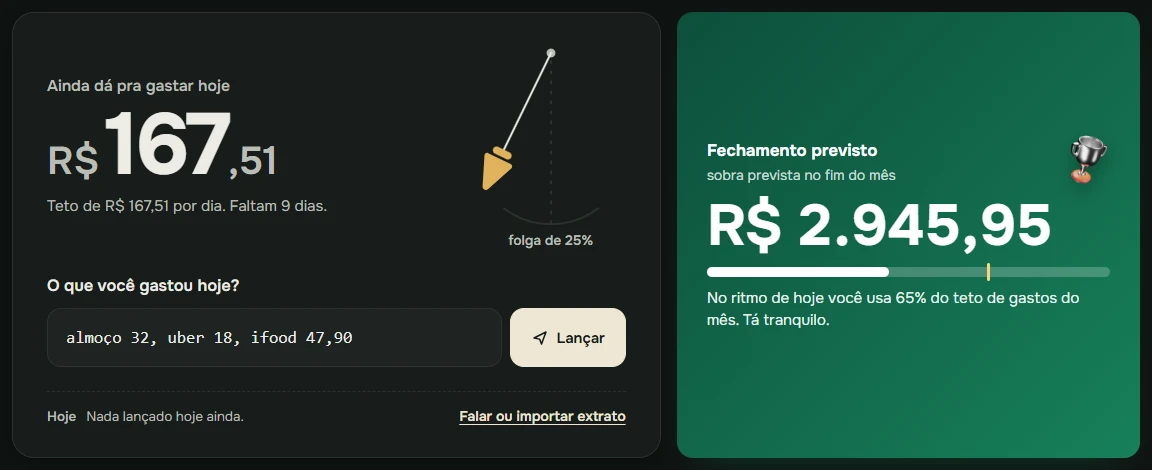 Ainda dá pra gastar hoje
R$ 167,51
Teto de R$ 167,51 por dia. Faltam 9 dias.
folga de 25%
O que você gastou hoje?
almoço 32, uber 18, ifood 47,90
Lançar
Hoje Nada lançado hoje ainda.
Falar ou importar extrato
Fechamento previsto
sobra prevista no fim do mês
R$ 2.945,95
No ritmo de hoje você usa 65% do teto de gastos do
mês. Tá tranquilo.